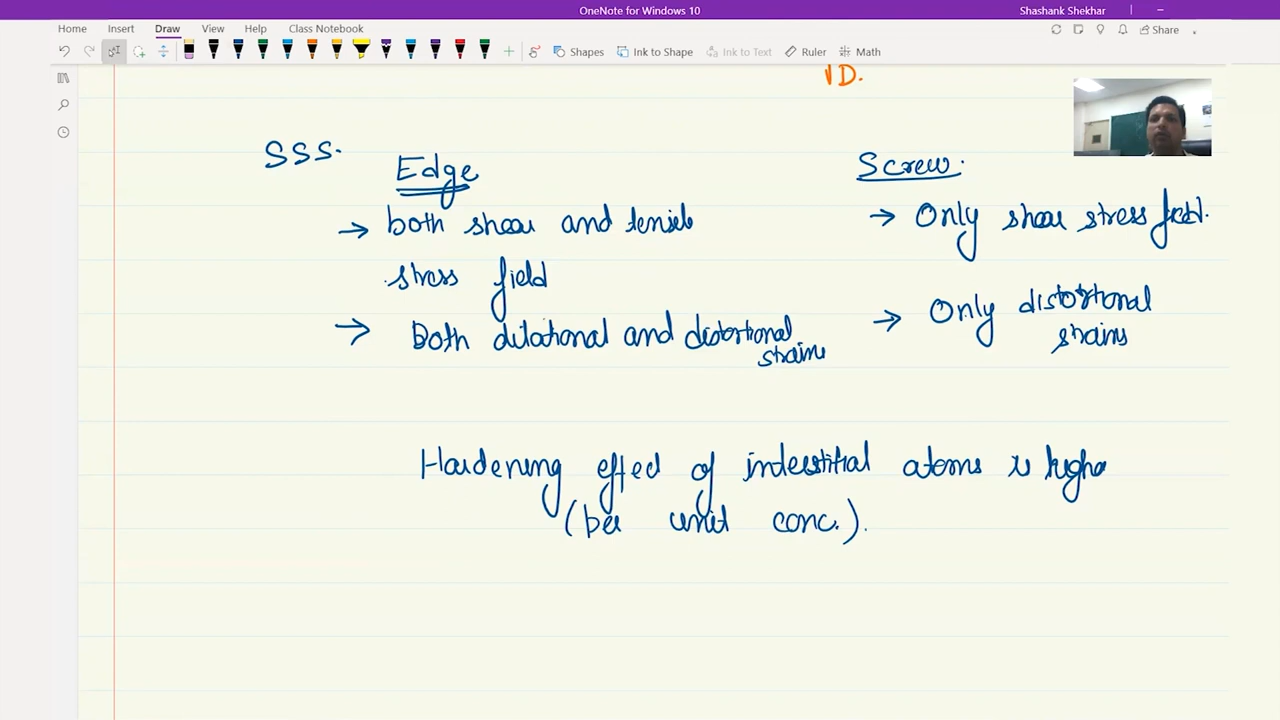 OneNote for Windows 10
Shashank Shekhar
Home Insert Draw View Help Class Notebook
Share
Shapes Ink to Shape Ink to Text Ruler Math
1D.
SSS.
Edge
Screw.
→ both shear and tensile
stress field
→ Only shear stress field.
→ Both dilational and distortional
strains
→ Only distortional
strains
Hardening effect of interstitial atoms is higher
(per unit conc.).